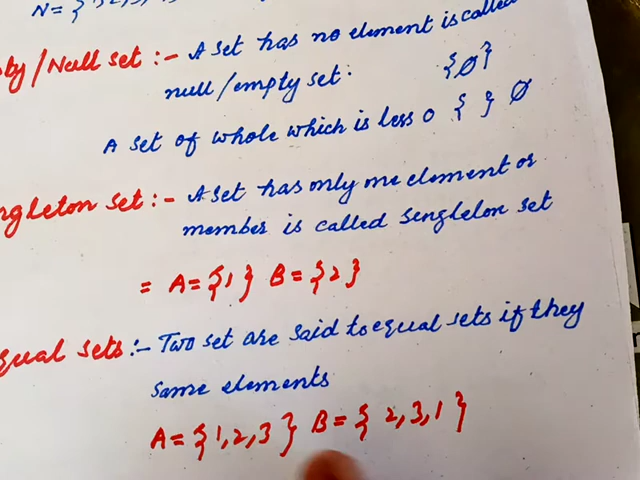 N = {1, 2, 3,
ty/Null set :- A set has no element is called
null/empty set. {∅}
A set of whole which is less 0 { } ∅
ngleton set :- A set has only one element or
member is called sengleton set
= A = {1} B = {2}
qual sets :- Two set are said to equal sets if they
same elements
A = {1, 2, 3} B = { 2, 3, 1}